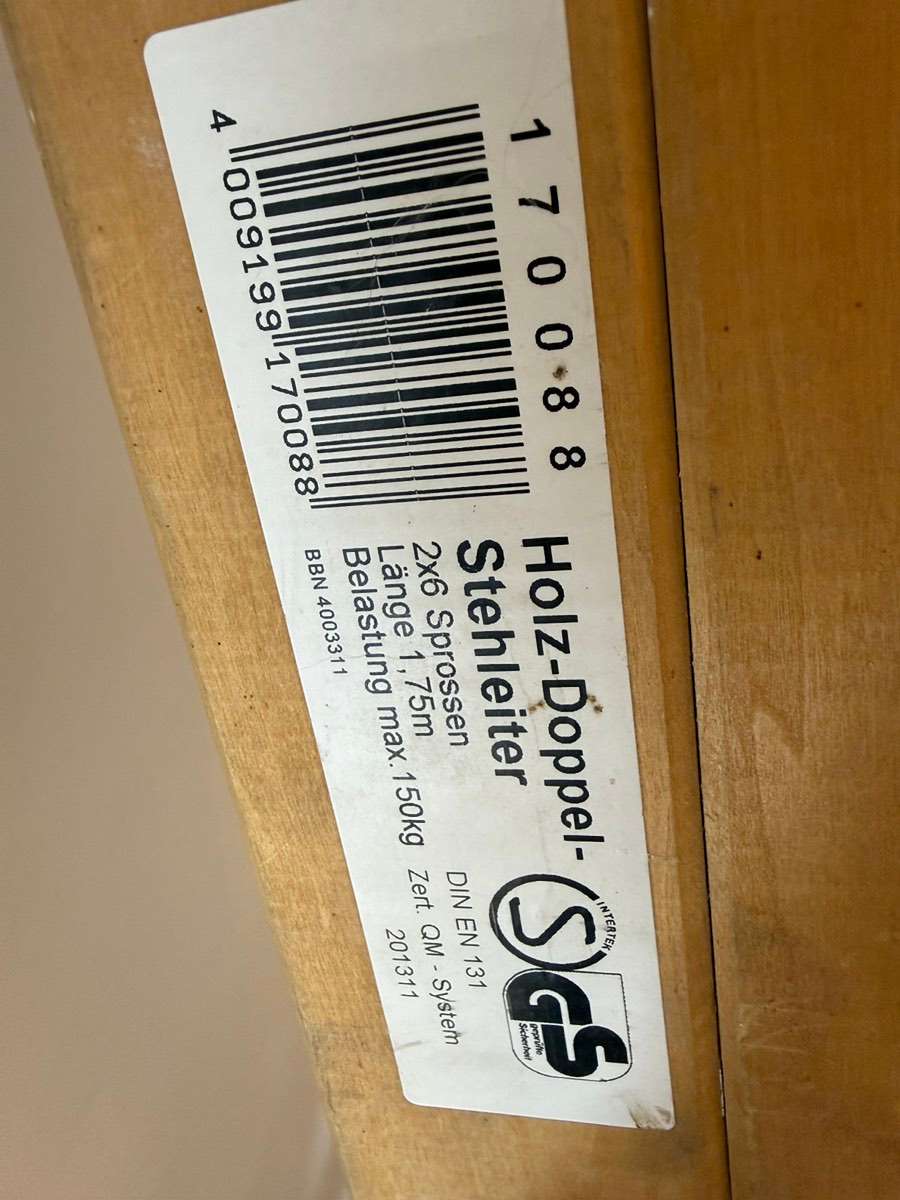 170088
4 009199 170088
Holz-Doppel-
Stehleiter
2x6 Sprossen
Länge 1,75m
Belastung max.150kg
BBN 4003311
DIN EN 131
Zert. QM - System
201311
INTERTEK
S
GS
geprüfte
Sicherheit